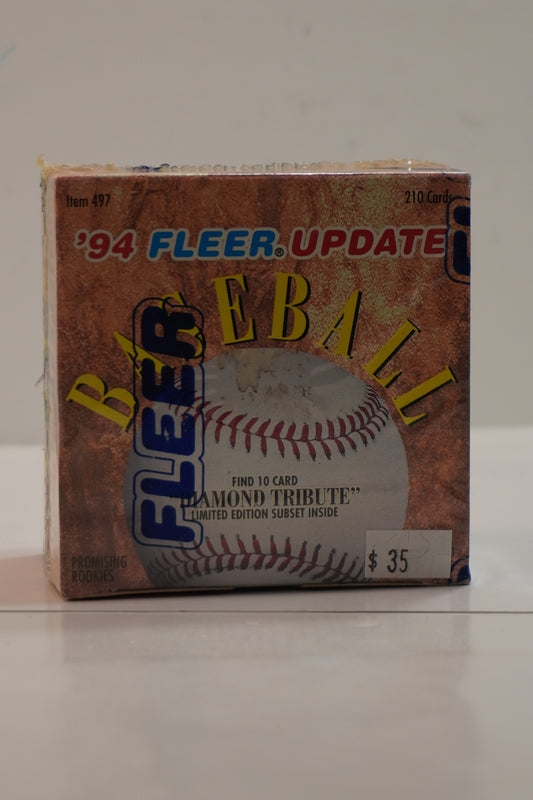 Item 497
210 Cards
'94 FLEER® UPDATE
BASEBALL
FLEER
FIND 10 CARD
"DIAMOND TRIBUTE"
LIMITED EDITION SUBSET INSIDE
PROMISING
ROOKIES
$ 35